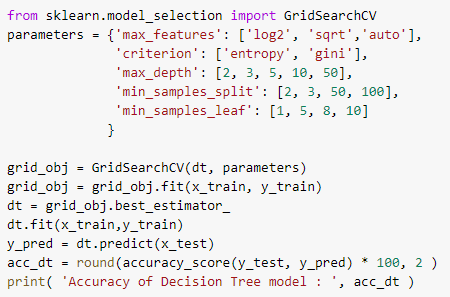 from sklearn.model_selection import GridSearchCV
parameters = {'max_features': ['log2', 'sqrt','auto'],
              'criterion': ['entropy', 'gini'],
              'max_depth': [2, 3, 5, 10, 50],
              'min_samples_split': [2, 3, 50, 100],
              'min_samples_leaf': [1, 5, 8, 10]
             }

grid_obj = GridSearchCV(dt, parameters)
grid_obj = grid_obj.fit(x_train, y_train)
dt = grid_obj.best_estimator_
dt.fit(x_train,y_train)
y_pred = dt.predict(x_test)
acc_dt = round(accuracy_score(y_test, y_pred) * 100, 2 )
print( 'Accuracy of Decision Tree model : ', acc_dt )